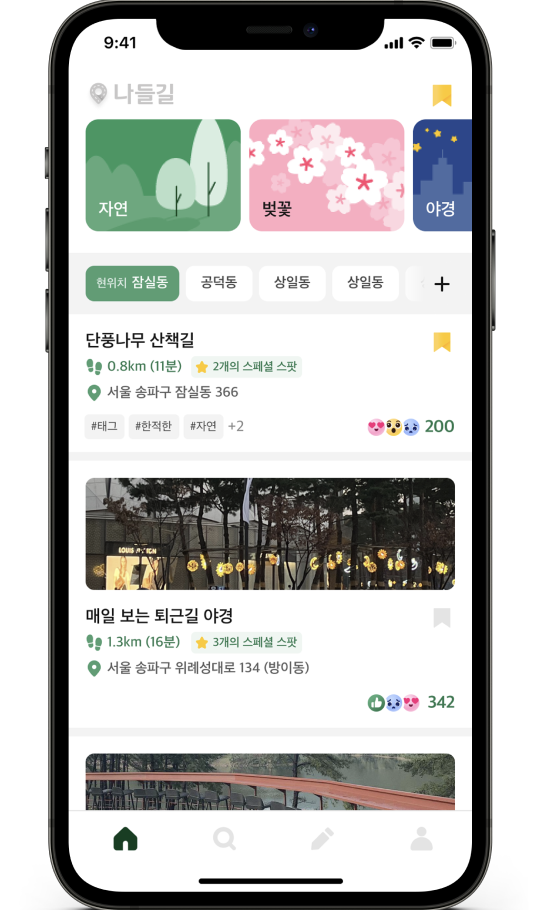 9:41
나들길
자연
벚꽃
야경
현위치 잠실동
공덕동
상일동
상일동
+
단풍나무 산책길
0.8km (11분)
2개의 스페셜 스팟
서울 송파구 잠실동 366
#태그
#한적한
#자연
+2
200
매일 보는 퇴근길 야경
1.3km (16분)
3개의 스페셜 스팟
서울 송파구 위례성대로 134 (방이동)
342